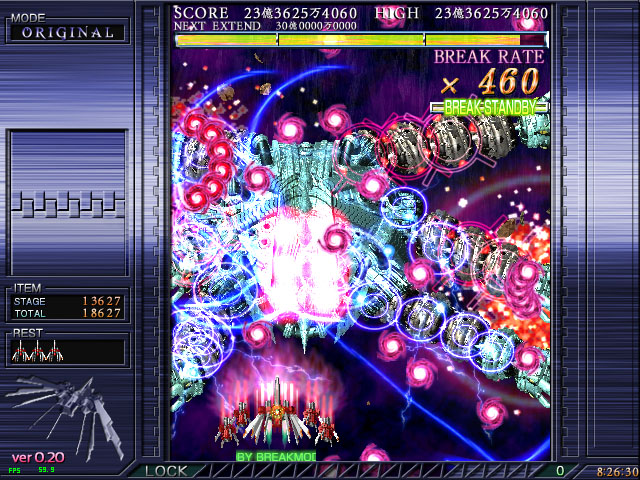 MODE
ORIGINAL
SCORE 23億3625万4060 HIGH 23億3625万4060
NEXT EXTEND 30億0000万0000
BREAK RATE
× 460
BREAK-STANDBY
ITEM
STAGE 13627
TOTAL 18627
REST
ver 0.20
FPS 59.9
BY BREAKMOD
LOCK 0
8:26:30